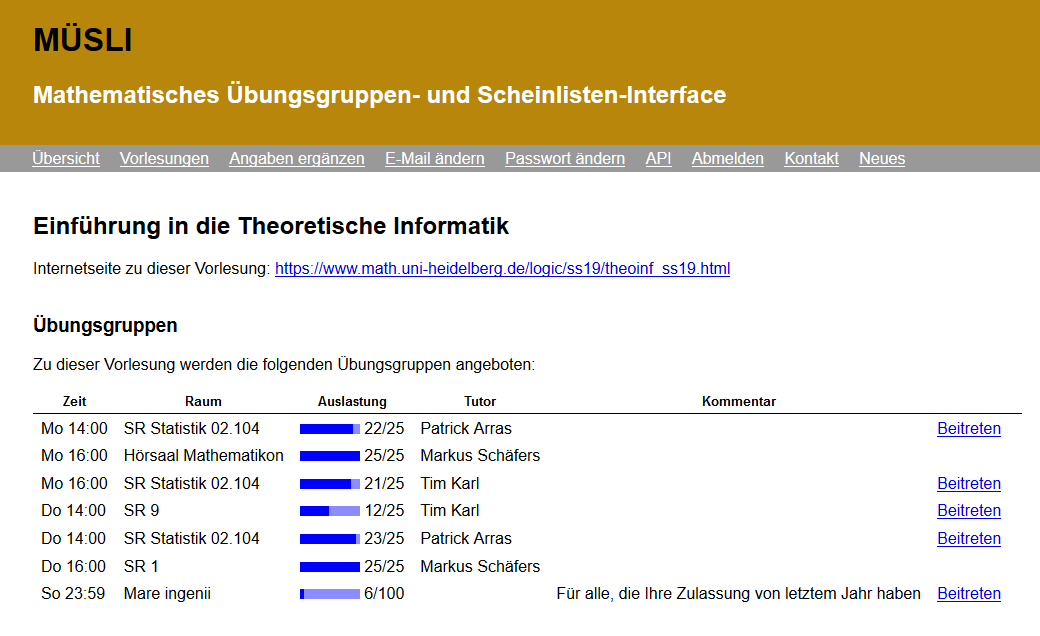 MÜSLI
Mathematisches Übungsgruppen- und Scheinlisten-Interface
Übersicht Vorlesungen Angaben ergänzen E-Mail ändern Passwort ändern API Abmelden Kontakt Neues
Einführung in die Theoretische Informatik
Internetseite zu dieser Vorlesung: https://www.math.uni-heidelberg.de/logic/ss19/theoinf_ss19.html
Übungsgruppen
Zu dieser Vorlesung werden die folgenden Übungsgruppen angeboten:
Zeit Raum Auslastung Tutor Kommentar
Mo 14:00 SR Statistik 02.104 22/25 Patrick Arras Beitreten
Mo 16:00 Hörsaal Mathematikon 25/25 Markus Schäfers
Mo 16:00 SR Statistik 02.104 21/25 Tim Karl Beitreten
Do 14:00 SR 9 12/25 Tim Karl Beitreten
Do 14:00 SR Statistik 02.104 23/25 Patrick Arras Beitreten
Do 16:00 SR 1 25/25 Markus Schäfers
So 23:59 Mare ingenii 6/100 Für alle, die Ihre Zulassung von letztem Jahr haben Beitreten